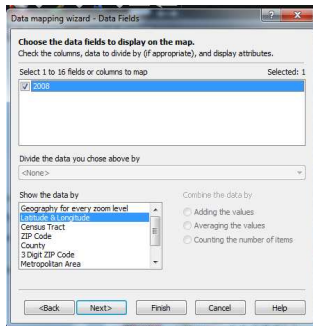 Data mapping wizard - Data Fields
Choose the data fields to display on the map.
Check the columns, data to divide by (if appropriate), and display attributes.
Select 1 to 16 fields or columns to map Selected: 1
2008
Divide the data you chose above by
<None>
Show the data by
Geography for every zoom level
Latitude & Longitude
Census Tract
ZIP Code
County
3 Digit ZIP Code
Metropolitan Area
Combine the data by
Adding the values
Averaging the values
Counting the number of items
<Back Next> Finish Cancel Help